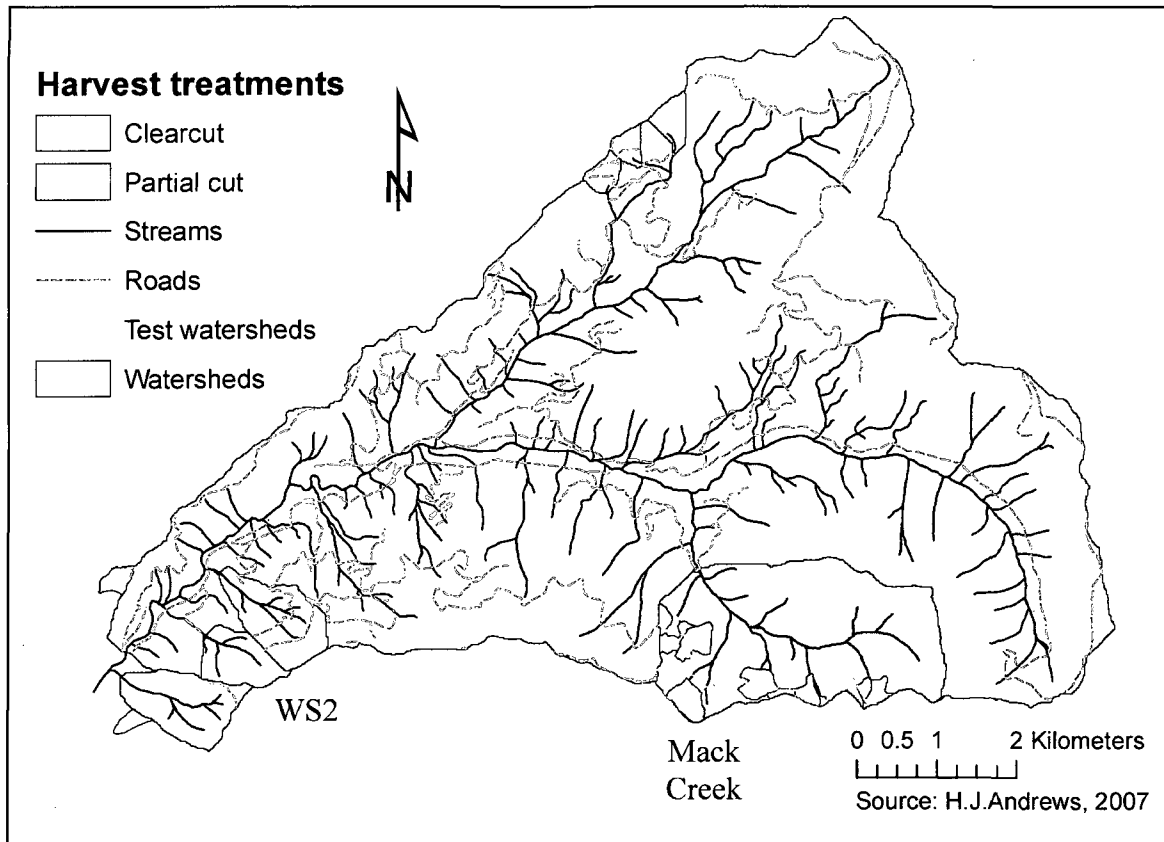 Harvest treatments
Clearcut
Partial cut
Streams
Roads
Test watersheds
Watersheds
N
WS2
Mack
Creek
0 0.5 1 2 Kilometers
Source: H.J.Andrews, 2007